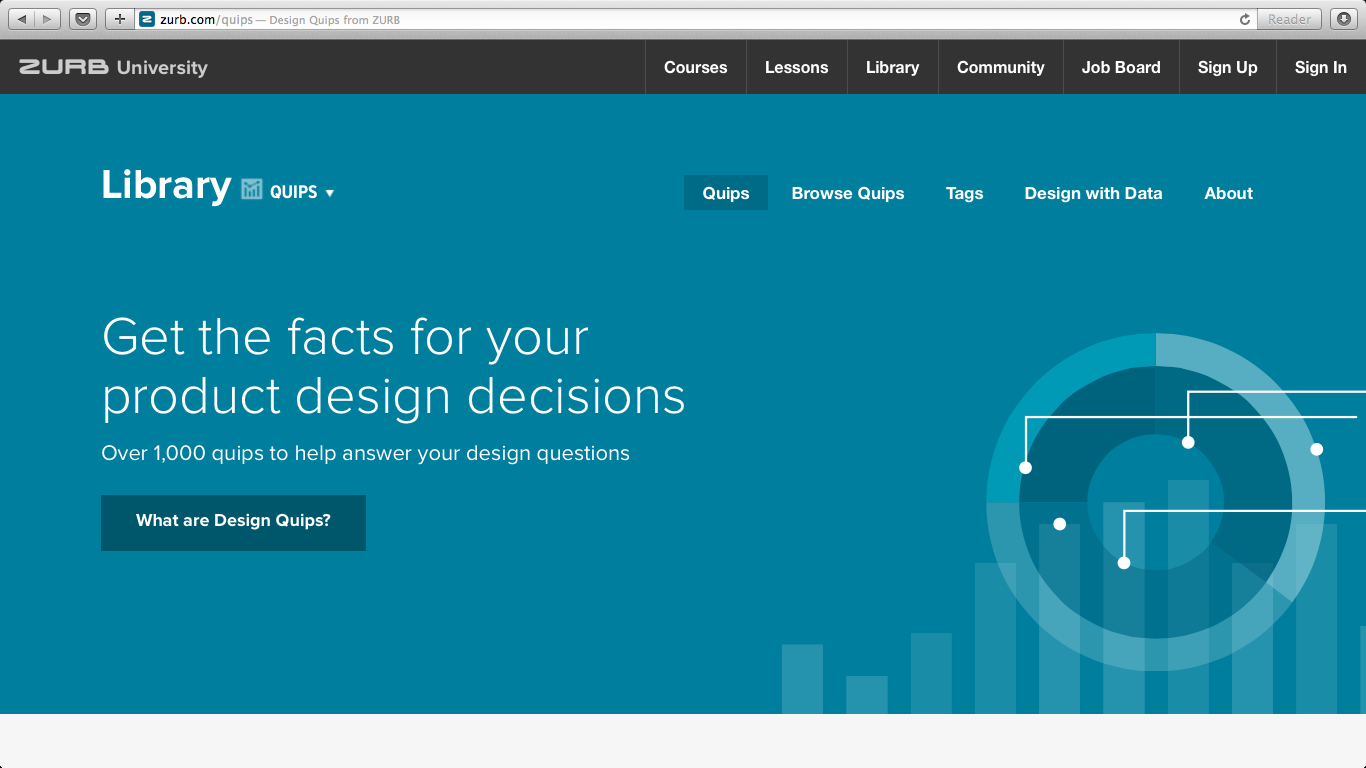 zurb.com/quips — Design Quips from ZURB
Reader
ZURB University
Courses
Lessons
Library
Community
Job Board
Sign Up
Sign In
Library QUIPS
Quips
Browse Quips
Tags
Design with Data
About
Get the facts for your
product design decisions
Over 1,000 quips to help answer your design questions
What are Design Quips?